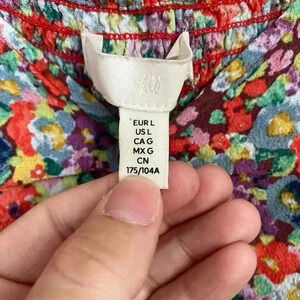 H&M
EUR L
US L
CA G
MX G
CN
175/104A